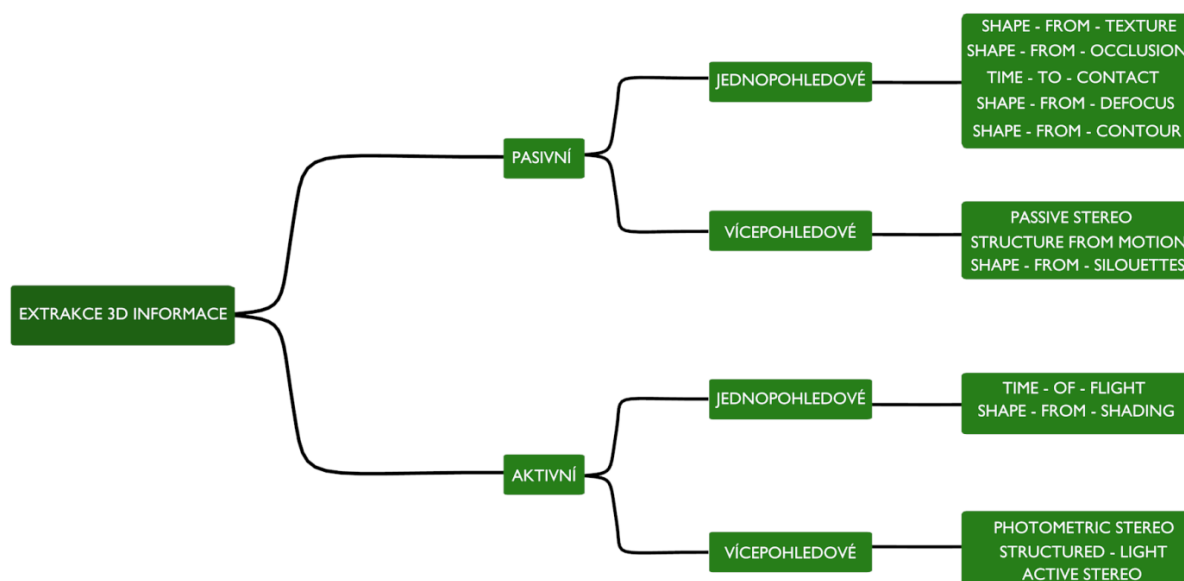 SHAPE - FROM - TEXTURE
SHAPE - FROM - OCCLUSION
TIME - TO - CONTACT
SHAPE - FROM - DEFOCUS
SHAPE - FROM - CONTOUR
JEDNOPOHLEDOVÉ
PASIVNÍ
VÍCEPOHLEDOVÉ
PASSIVE STEREO
STRUCTURE FROM MOTION
SHAPE - FROM - SILOUETTES
EXTRAKCE 3D INFORMACE
JEDNOPOHLEDOVÉ
TIME - OF - FLIGHT
SHAPE - FROM - SHADING
AKTIVNÍ
VÍCEPOHLEDOVÉ
PHOTOMETRIC STEREO
STRUCTURED - LIGHT
ACTIVE STEREO